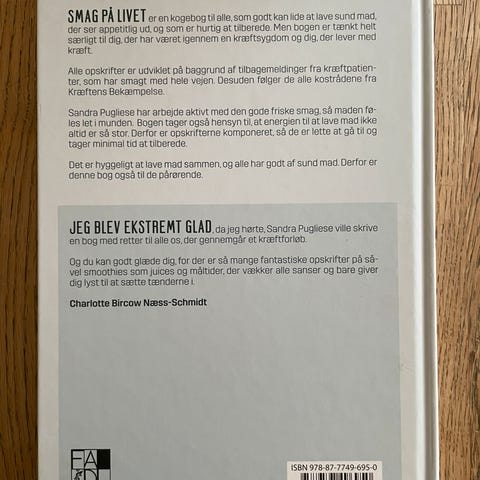 SMAG PÅ LIVET er en kogebog til alle, som godt kan lide at lave sund mad,
der ser appetitlig ud, og som er hurtig at tilberede. Men bogen er tænkt helt
særligt til dig, der har været igennem en kræftsygdom og dig, der lever med
kræft.
Alle opskrifter er udviklet på baggrund af tilbagemeldinger fra kræftpatien-
ter, som har smagt med hele vejen. Desuden følger de alle kostrådene fra
Kræftens Bekæmpelse.
Sandra Pugliese har arbejde aktivt med den gode friske smag, så maden fø-
les let i munden. Bogen tager også hensyn til, at energien til at lave mad ikke
altid er så stor. Derfor er opskrifterne komponeret, så de er lette at gå til og
tager minimal tid at tilberede.
Det er hyggeligt at lave mad sammen, og alle har godt af sund mad. Derfor er
denne bog også til de pårørende.
JEG BLEV EKSTREMT GLAD, da jeg hørte, Sandra Pugliese ville skrive
en bog med retter til alle os, der gennemgår et kræftforløb.
Og du kan godt glæde dig, for der er så mange fantastiske opskrifter på så-
vel smoothies som juices og måltider, der vækker alle sanser og bare giver
dig lyst til at sætte tænderne i.
Charlotte Bircow Næss-Schmidt
FA
ISBN 978-87-7749-695-0